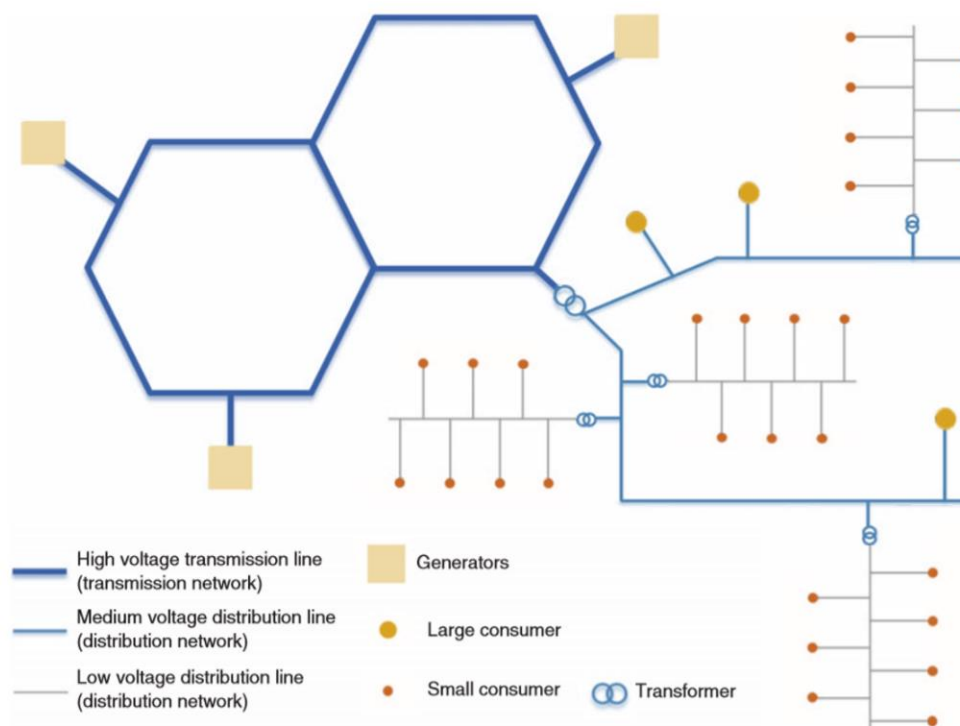 High voltage transmission line
(transmission network)
Medium voltage distribution line
(distribution network)
Low voltage distribution line
(distribution network)
Generators
Large consumer
Small consumer
Transformer